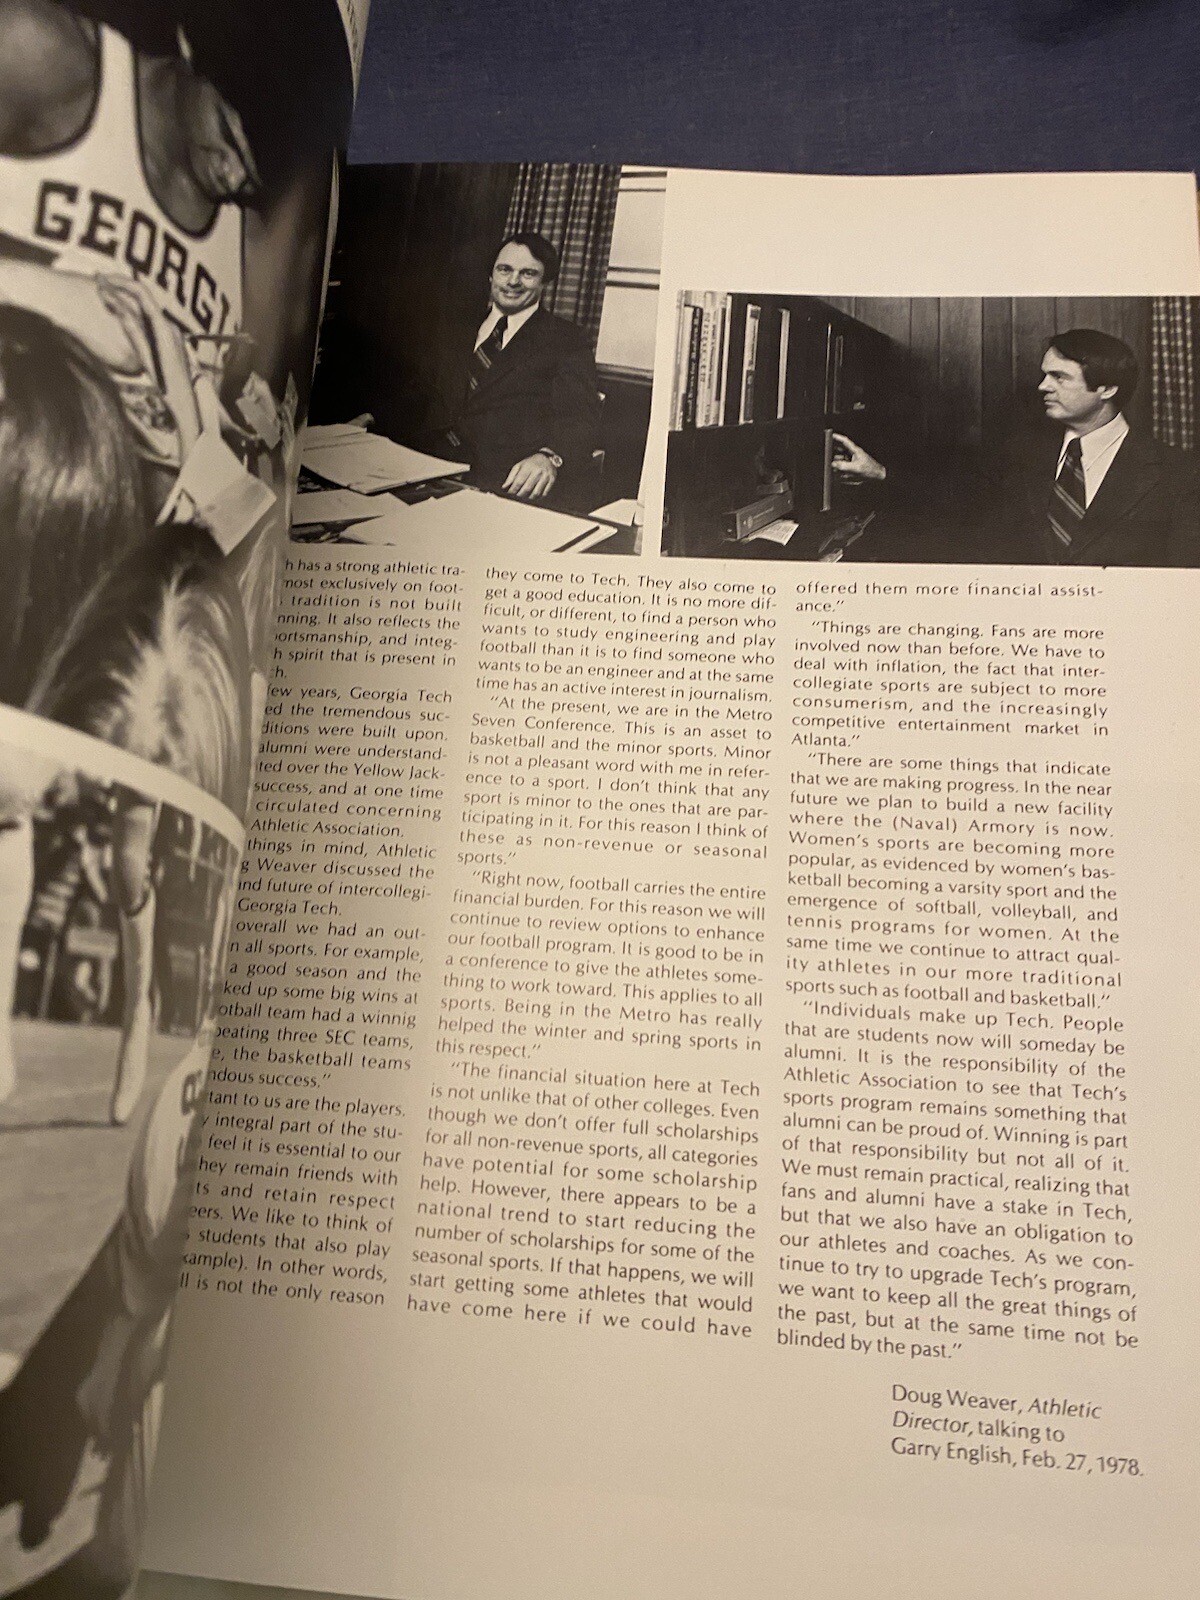 GEORGI
h has a strong athletic tra-
most exclusively on foot-
tradition is not built
nning. It also reflects the
ortsmanship, and integ-
h spirit that is present in
ch.
few years, Georgia Tech
ed the tremendous suc-
ditions were built upon.
alumni were understand-
ted over the Yellow Jack-
success, and at one time
circulated concerning
Athletic Association.
things in mind, Athletic
g Weaver discussed the
and future of intercollegi-
Georgia Tech.
overall we had an out-
n all sports. For example,
a good season and the
ked up some big wins at
otball team had a winnig
beating three SEC teams,
e, the basketball teams
ndous success."
tant to us are the players.
y integral part of the stu-
feel it is essential to our
hey remain friends with
ts and retain respect
eers. We like to think of
students that also play
xample). In other words,
ll is not the only reason
they come to Tech. They also come to
get a good education. It is no more dif-
ficult, or different, to find a person who
wants to study engineering and play
football than it is to find someone who
wants to be an engineer and at the same
time has an active interest in journalism.
"At the present, we are in the Metro
Seven Conference. This is an asset to
basketball and the minor sports. Minor
is not a pleasant word with me in refer-
ence to a sport. I don't think that any
sport is minor to the ones that are par-
ticipating in it. For this reason I think of
these as non-revenue or seasonal
sports."
"Right now, football carries the entire
financial burden. For this reason we will
continue to review options to enhance
our football program. It is good to be in
a conference to give the athletes some-
thing to work toward. This applies to all
sports. Being in the Metro has really
helped the winter and spring sports in
this respect."
"The financial situation here at Tech
is not unlike that of other colleges. Even
though we don't offer full scholarships
for all non-revenue sports, all categories
have potential for some scholarship
help. However, there appears to be a
national trend to start reducing the
number of scholarships for some of the
seasonal sports. If that happens, we will
start getting some athletes that would
have come here if we could have
offered them more financial assist-
ance."
"Things are changing. Fans are more
involved now than before. We have to
deal with inflation, the fact that inter-
collegiate sports are subject to more
consumerism, and the increasingly
competitive entertainment market in
Atlanta."
"There are some things that indicate
that we are making progress. In the near
future we plan to build a new facility
where the (Naval) Armory is now.
Women's sports are becoming more
popular, as evidenced by women's bas-
ketball becoming a varsity sport and the
emergence of softball, volleyball, and
tennis programs for women. At the
same time we continue to attract qual-
ity athletes in our more traditional
sports such as football and basketball."
"Individuals make up Tech. People
that are students now will someday be
alumni. It is the responsibility of the
Athletic Association to see that Tech's
sports program remains something that
alumni can be proud of. Winning is part
of that responsibility but not all of it.
We must remain practical, realizing that
fans and alumni have a stake in Tech,
but that we also have an obligation to
our athletes and coaches. As we con-
tinue to try to upgrade Tech's program,
we want to keep all the great things of
the past, but at the same time not be
blinded by the past."
Doug Weaver, Athletic
Director, talking to
Garry English, Feb. 27, 1978.